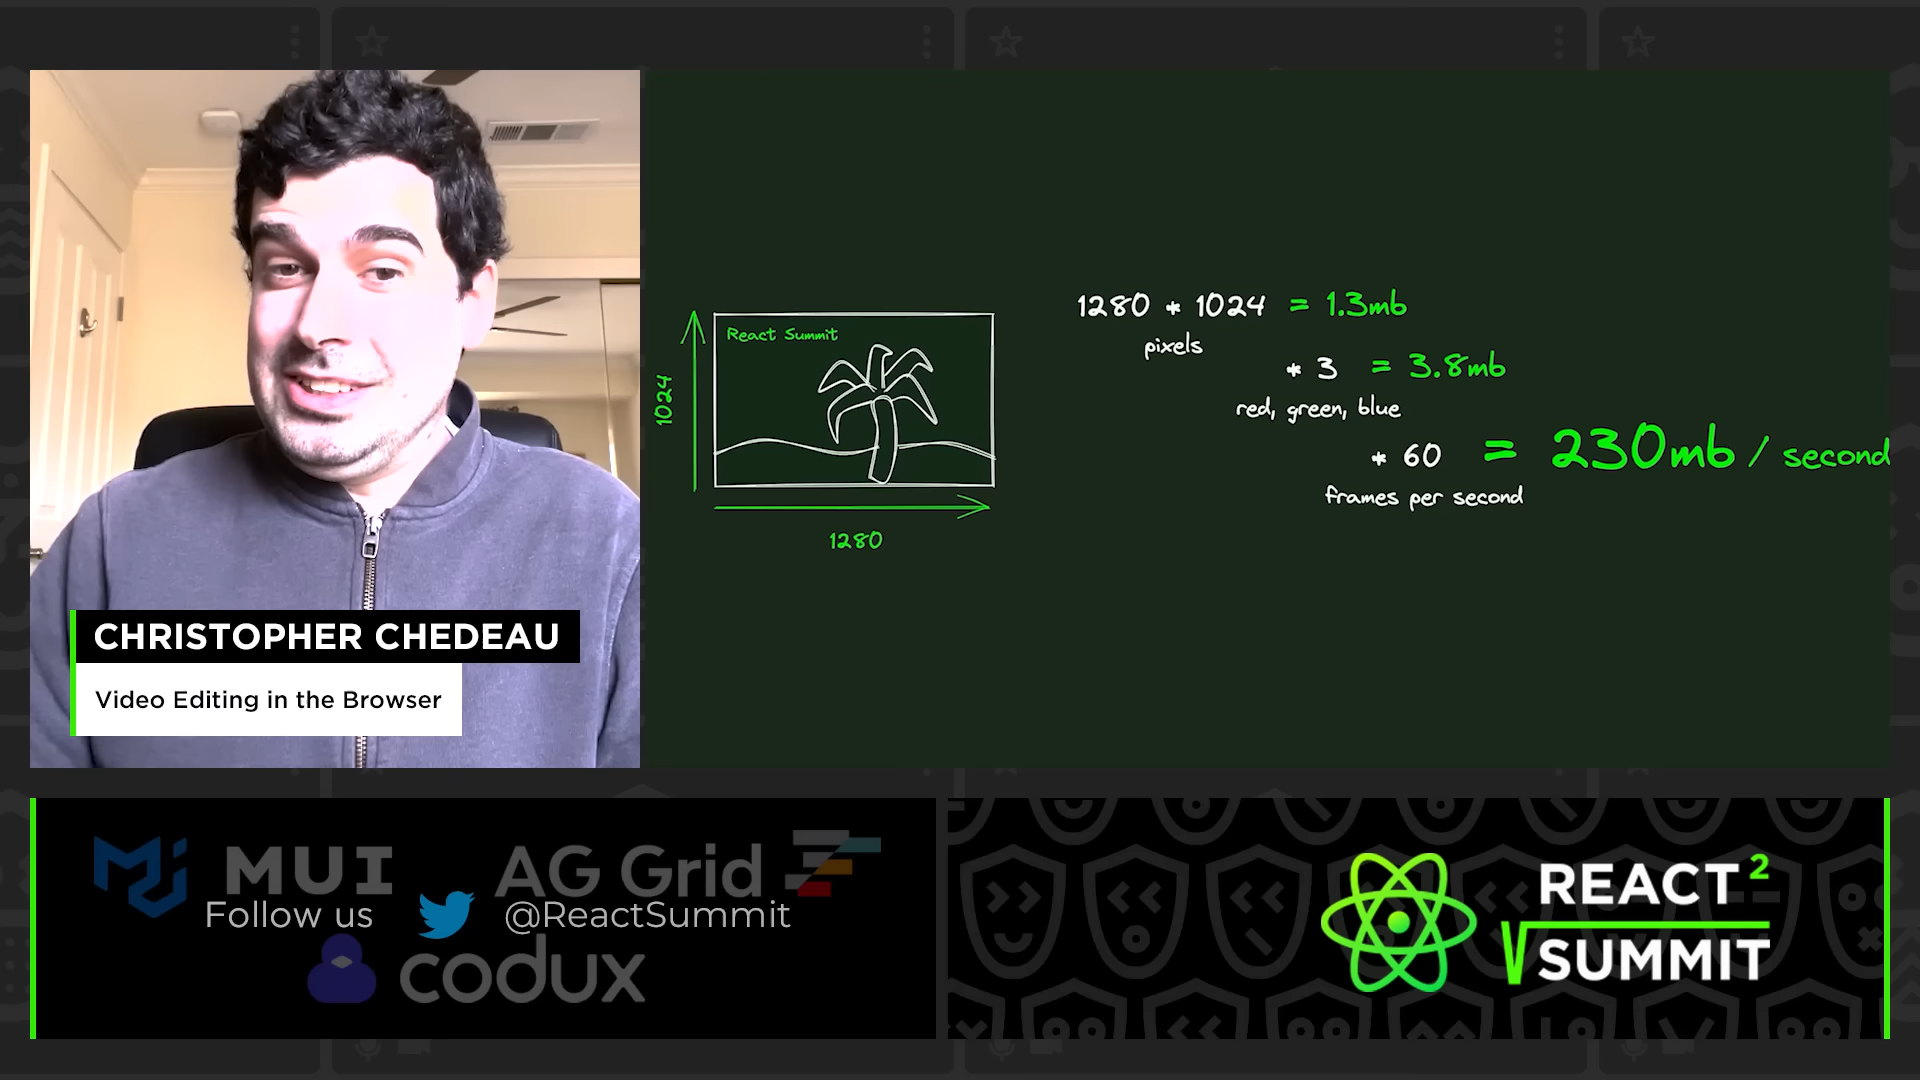 React Summit
1024
1280
1280 * 1024 = 1.3mb
pixels
* 3 = 3.8mb
red, green, blue
* 60 = 230mb / second
frames per second
CHRISTOPHER CHEDEAU
Video Editing in the Browser
MUI
AG Grid
Follow us @ReactSummit
codux
REACT 2
SUMMIT